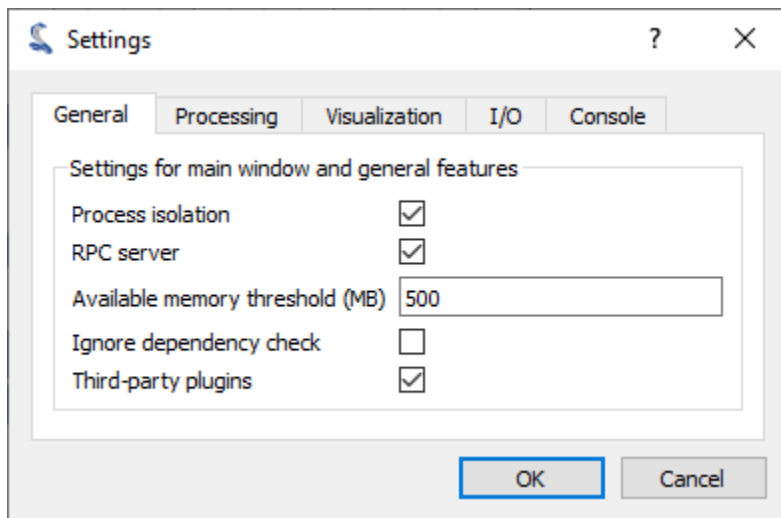 Settings ?
General Processing Visualization I/O Console
Settings for main window and general features
Process isolation
RPC server
Available memory threshold (MB) 500
Ignore dependency check
Third-party plugins
OK Cancel